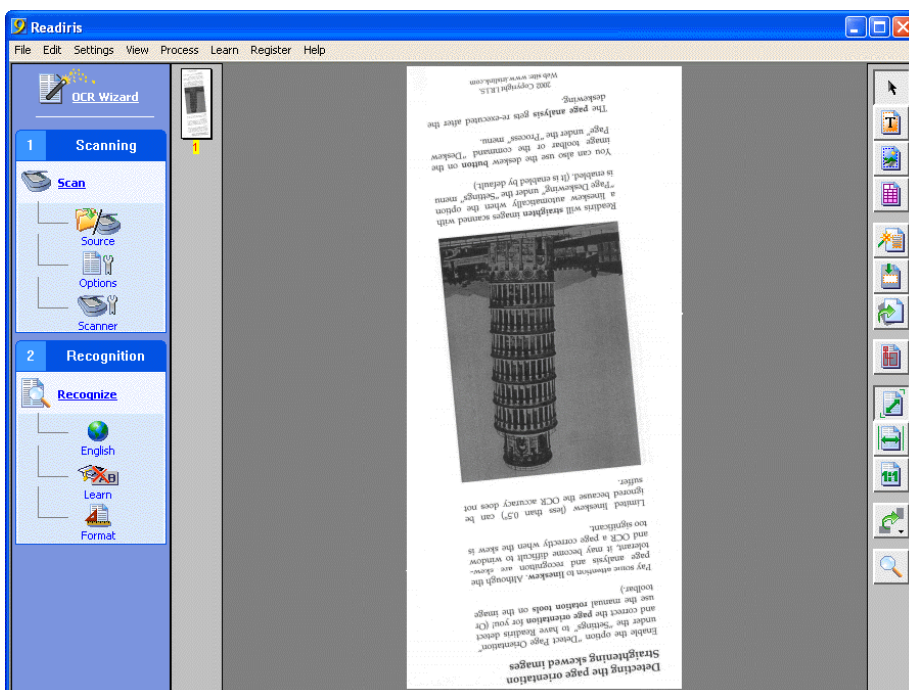 Readiris
File Edit Settings View Process Learn Register Help
OCR Wizard
1 Scanning
Scan
Source
Options
Scanner
2 Recognition
Recognize
English
Learn
Format
1
Detecting the page orientation
Straightening skewed images
Enable the option "Detect Page Orientation"
under the "Settings" to have Readiris detect
and correct the page orientation for you! (Or
use the manual rotation tools on the image
toolbar.)
Pay some attention to lineskew. Although the
page analysis and recognition are skew-
tolerant, it may become difficult to window
and OCR a page correctly when the skew is
too significant.
Limited lineskew (less than 0.5°) can be
ignored because the OCR accuracy does not
suffer.
Readiris will straighten images scanned with
a lineskew automatically when the option
"Page Deskewing" under the "Settings" menu
is enabled. (It is enabled by default.)
You can also use the deskew button on the
image toolbar or the command "Deskew
Page" under the "Process" menu.
The page analysis gets re-executed after the
deskewing.
2002 Copyright I.R.I.S.
Web site: www.irislink.com
T
1:1